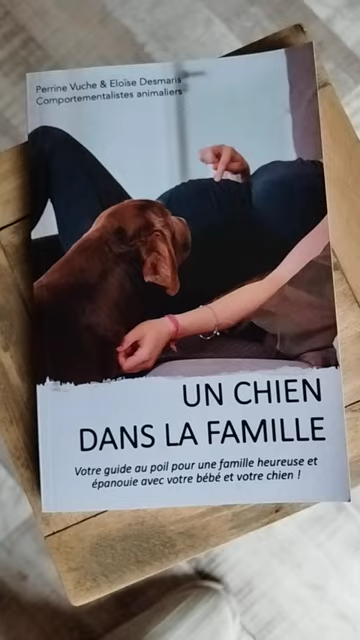 Perrine Vuche & Eloïse Desmaris
Comportementalistes animaliers
UN CHIEN
DANS LA FAMILLE
Votre guide au poil pour une famille heureuse et
épanouie avec votre bébé et votre chien !